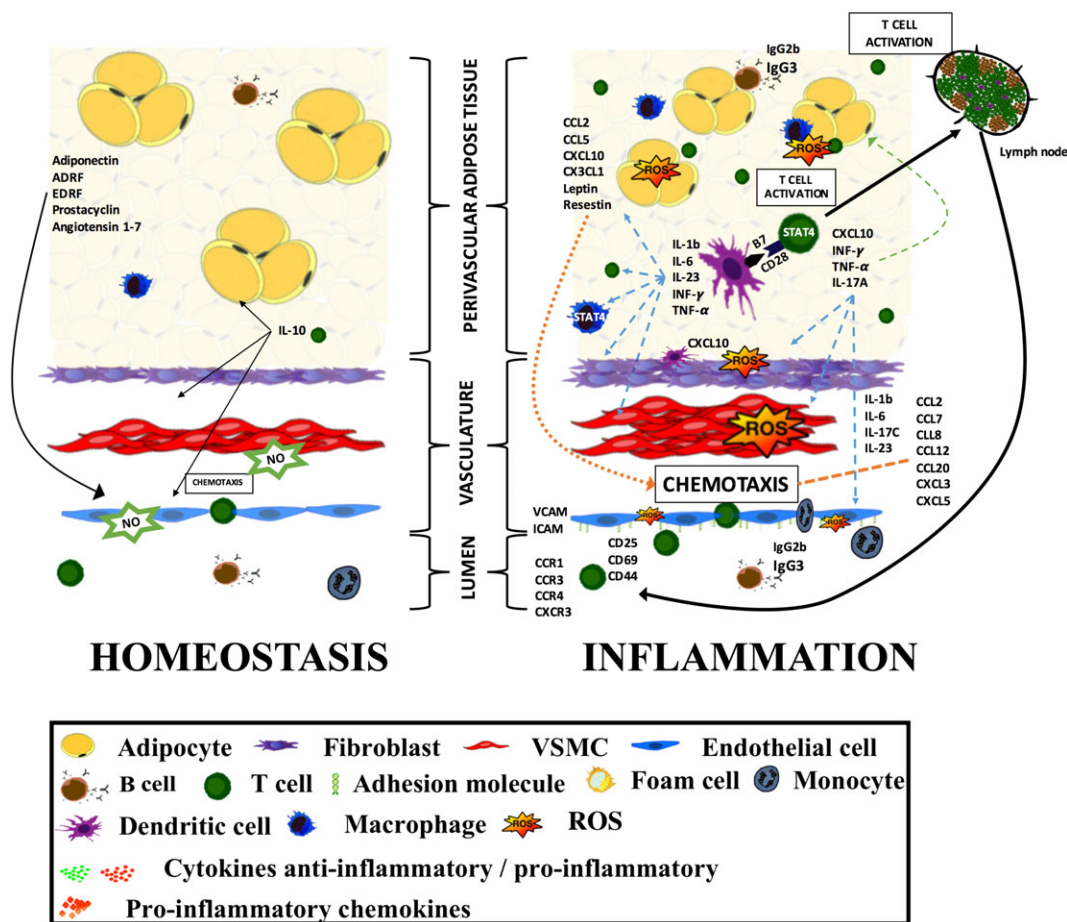 Adiponectin
ADRF
EDRF
Prostacyclin
Angiotensin 1-7
IL-10
NO
CHEMOTAXIS
NO
PERIVASCULAR ADIPOSE TISSUE
VASCULATURE
LUMEN
T CELL
ACTIVATION
Lymph node
IgG2b
IgG3
CCL2
CCL5
CXCL10
CX3CL1
Leptin
Resestin
ROS
ROS
T CELL
ACTIVATION
STAT4
B7
CD28
IL-1b
IL-6
IL-23
INF-γ
TNF-α
CXCL10
INF-γ
TNF-α
IL-17A
STAT4
CXCL10
ROS
ROS
IL-1b
IL-6
IL-17C
IL-23
CCL2
CCL7
CLL8
CCL12
CCL20
CXCL3
CXCL5
CHEMOTAXIS
VCAM
ICAM
ROS
ROS
CD25
CD69
CD44
IgG2b
IgG3
CCR1
CCR3
CCR4
CXCR3
HOMEOSTASIS
INFLAMMATION
Adipocyte Fibroblast VSMC Endothelial cell
B cell T cell Adhesion molecule Foam cell Monocyte
Dendritic cell Macrophage ROS ROS
Cytokines anti-inflammatory / pro-inflammatory
Pro-inflammatory chemokines